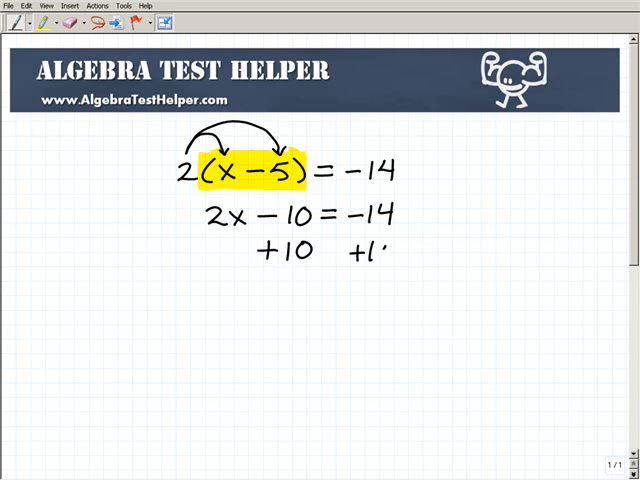 File Edit View Insert Actions Tools Help
ALGEBRA TEST HELPER
www.AlgebraTestHelper.com
2(x − 5) = −14
2x − 10 = −14
+10 +1
1 / 1